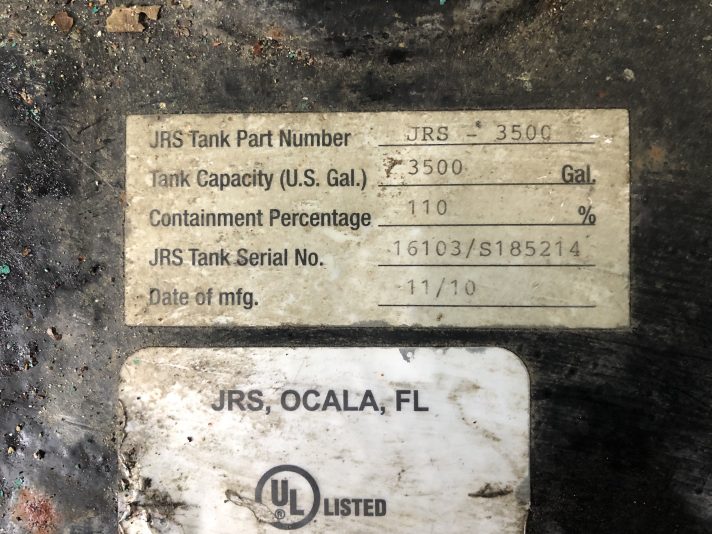 JRS Tank Part Number JRS - 3500
Tank Capacity (U.S. Gal.) 3500 Gal.
Containment Percentage 110 %
JRS Tank Serial No. 16103/S185214
Date of mfg. 11/10
JRS, OCALA, FL
UL® LISTED